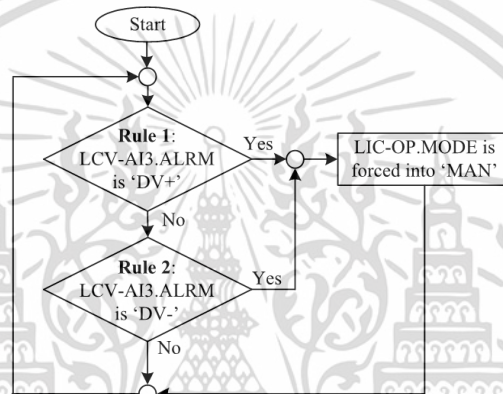 Start
Rule 1:
LCV-AI3.ALRM
is ‘DV+’
Yes
LIC-OP.MODE is
forced into ‘MAN’
No
Rule 2:
LCV-AI3.ALRM
is ‘DV-’
Yes
No